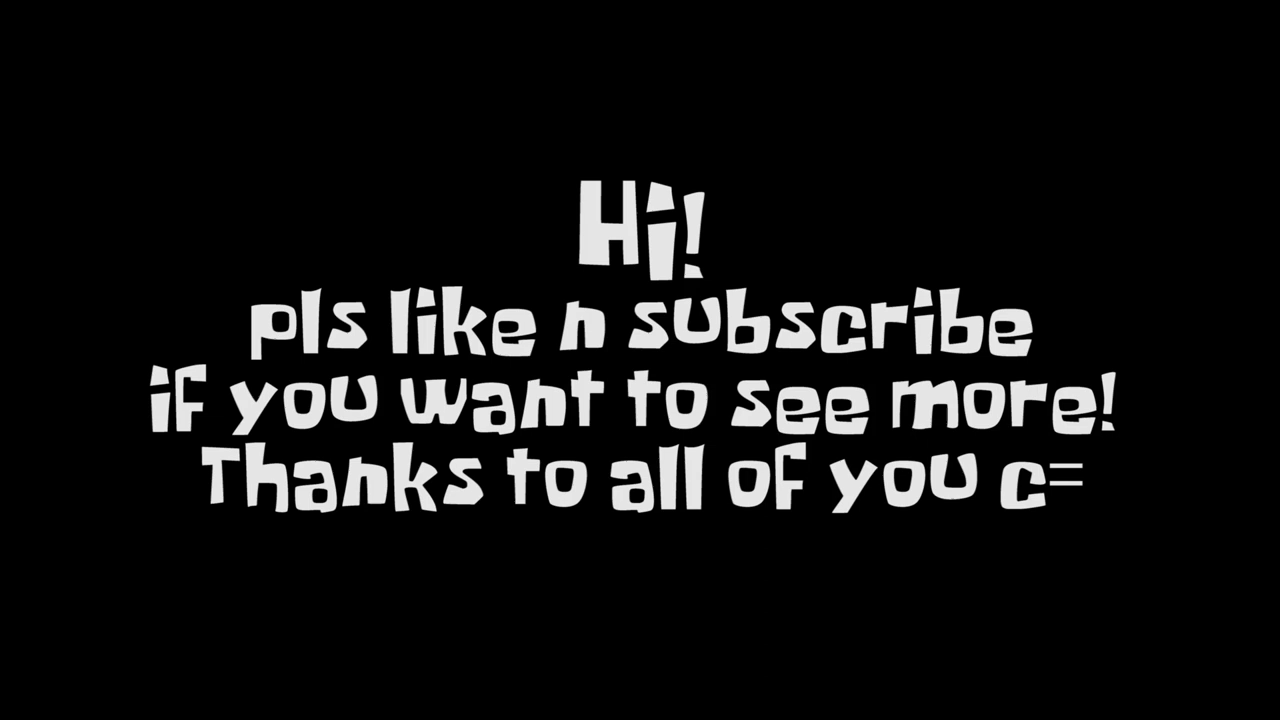 Hi!
pls like n subscribe
if you want to see more!
Thanks to all of you c=